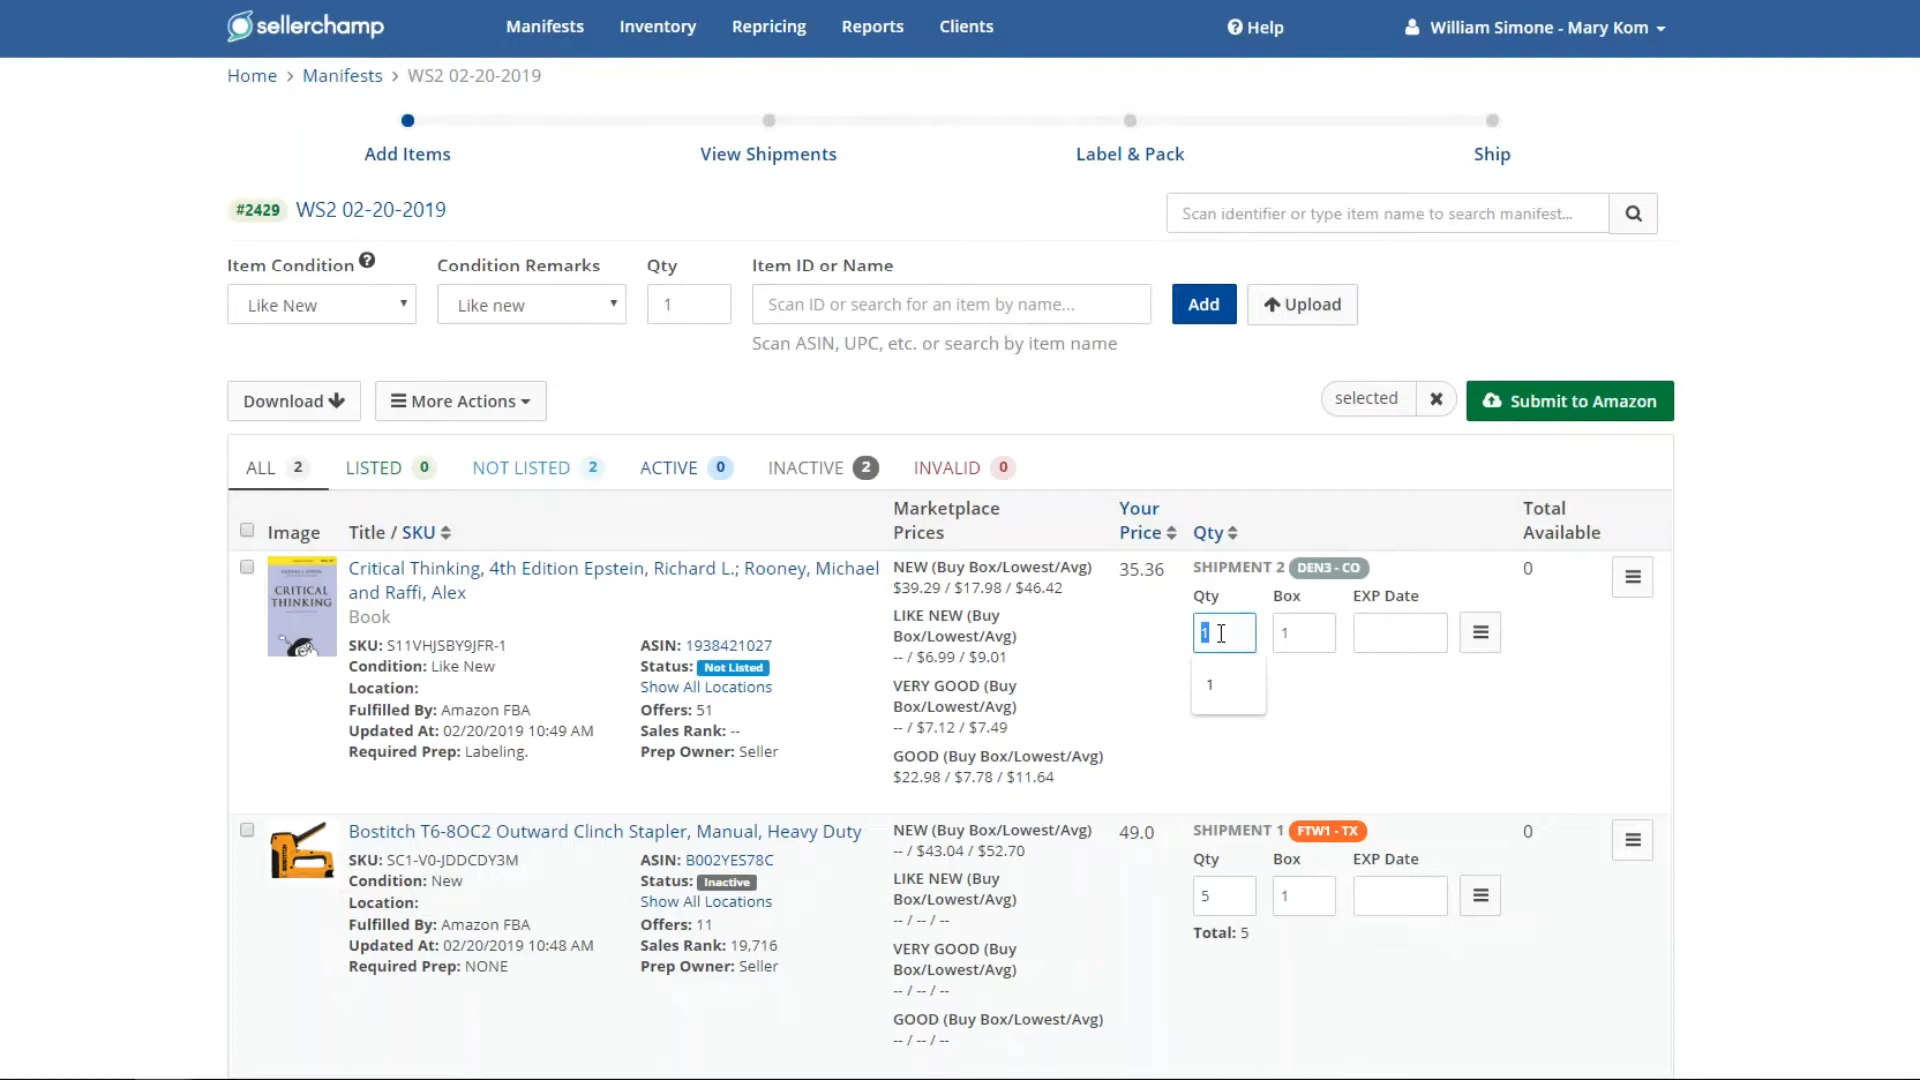 sellerchamp
Manifests Inventory Repricing Reports Clients
Help
William Simone - Mary Kom
Home > Manifests > WS2 02-20-2019
Add Items View Shipments Label & Pack Ship
#2429 WS2 02-20-2019
Scan identifier or type item name to search manifest...
Item Condition Condition Remarks Qty Item ID or Name
Like New Like new 1 Scan ID or search for an item by name... Add Upload
Scan ASIN, UPC, etc. or search by item name
Download More Actions selected Submit to Amazon
ALL 2 LISTED 0 NOT LISTED 2 ACTIVE 0 INACTIVE 2 INVALID 0
Image Title / SKU Marketplace Prices Your Price Qty Total Available
CRITICAL THINKING
Critical Thinking, 4th Edition Epstein, Richard L.; Rooney, Michael
and Raffi, Alex
Book
SKU: S11VHJSBY9JFR-1
Condition: Like New
Location:
Fulfilled By: Amazon FBA
Updated At: 02/20/2019 10:49 AM
Required Prep: Labeling.
ASIN: 1938421027
Status: Not Listed
Show All Locations
Offers: 51
Sales Rank: --
Prep Owner: Seller
NEW (Buy Box/Lowest/Avg)
$39.29 / $17.98 / $46.42
LIKE NEW (Buy
Box/Lowest/Avg)
-- / $6.99 / $9.01
VERY GOOD (Buy
Box/Lowest/Avg)
-- / $7.12 / $7.49
GOOD (Buy Box/Lowest/Avg)
$22.98 / $7.78 / $11.64
35.36
SHIPMENT 2 DEN3 - CO
Qty Box EXP Date
1 1
1
0
Bostitch T6-8OC2 Outward Clinch Stapler, Manual, Heavy Duty
SKU: SC1-V0-JDDCDY3M
Condition: New
Location:
Fulfilled By: Amazon FBA
Updated At: 02/20/2019 10:48 AM
Required Prep: NONE
ASIN: B002YES78C
Status: Inactive
Show All Locations
Offers: 11
Sales Rank: 19,716
Prep Owner: Seller
NEW (Buy Box/Lowest/Avg)
-- / $43.04 / $52.70
LIKE NEW (Buy
Box/Lowest/Avg)
-- / -- / --
VERY GOOD (Buy
Box/Lowest/Avg)
-- / -- / --
GOOD (Buy Box/Lowest/Avg)
-- / -- / --
49.0
SHIPMENT 1 FTW1 - TX
Qty Box EXP Date
5 1
Total: 5
0